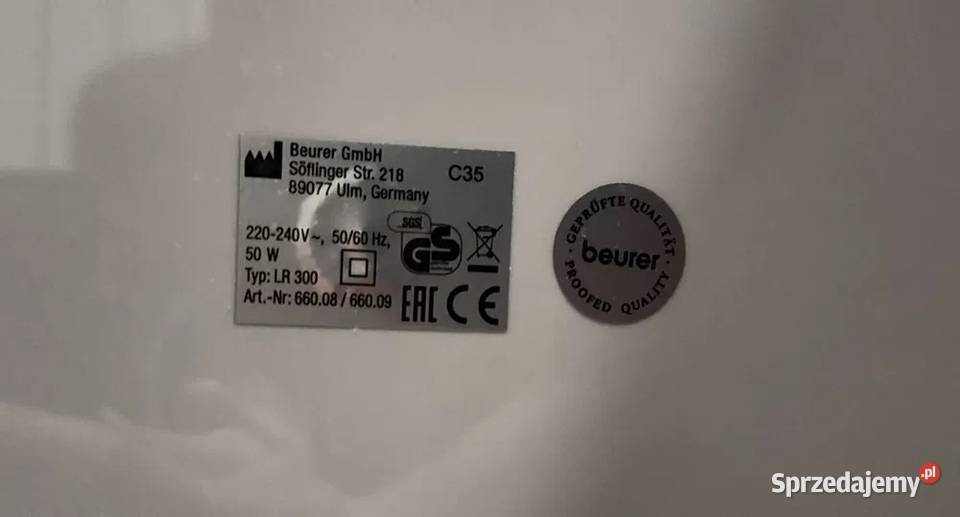 Beurer GmbH
Söflinger Str. 218
89077 Ulm, Germany
C35
220-240V~, 50/60 Hz,
50 W
Typ: LR 300
Art.-Nr: 660.08 / 660.09
SGS
GS
EAC CE
· GEPRÜFTE QUALITÄT ·
beurer
PROOFED QUALITY
Sprzedajemy.pl